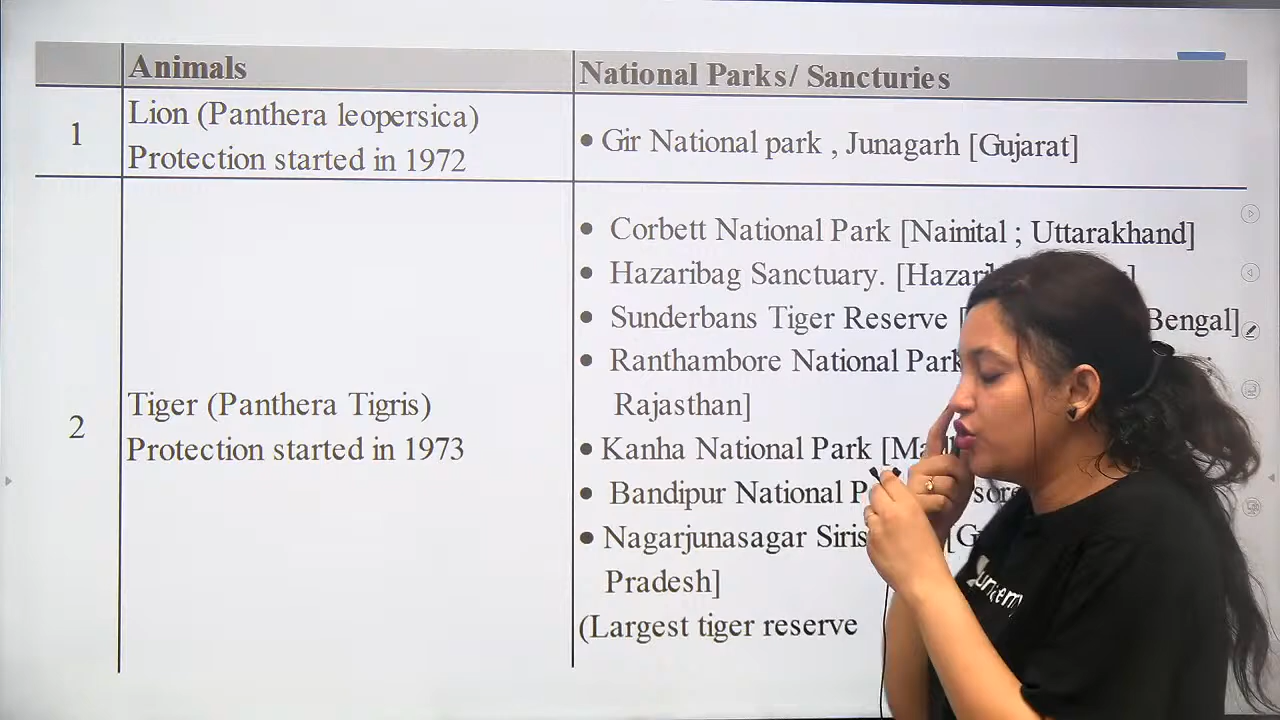 Animals
National Parks/ Sancturies
1
Lion (Panthera leopersica)
Protection started in 1972
• Gir National park , Junagarh [Gujarat]
2
Tiger (Panthera Tigris)
Protection started in 1973
• Corbett National Park [Nainital ; Uttarakhand]
• Hazaribag Sanctuary.
• Sunderbans Tiger Reserve [ Bengal]
• Ranthambore National Park
Rajasthan]
• Kanha National Park
• Bandipur National
• Nagarjunasagar
Pradesh]
(Largest tiger reserve